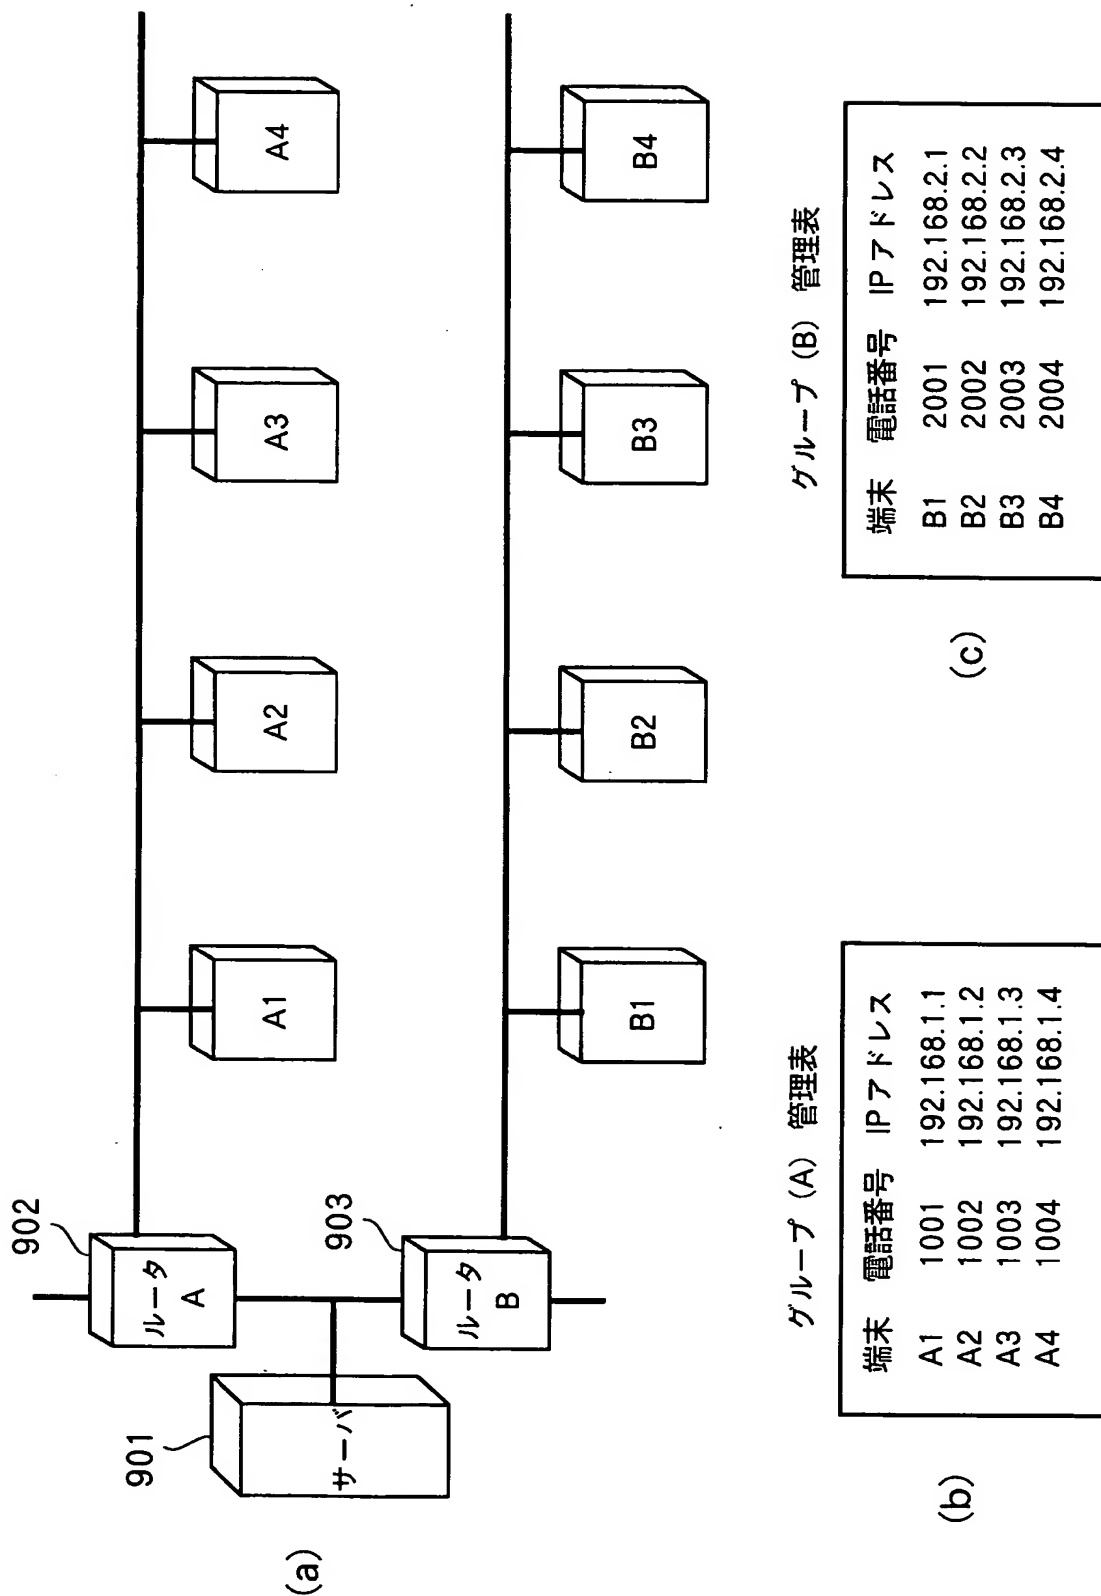 (a)
901
サーバ
902
ルータ
A
903
ルータ
B
A1
A2
A3
A4
B1
B2
B3
B4
(b)
グループ (A) 管理表
端末 電話番号 IPアドレス
A1 1001 192.168.1.1
A2 1002 192.168.1.2
A3 1003 192.168.1.3
A4 1004 192.168.1.4
(c)
グループ (B) 管理表
端末 電話番号 IPアドレス
B1 2001 192.168.2.1
B2 2002 192.168.2.2
B3 2003 192.168.2.3
B4 2004 192.168.2.4